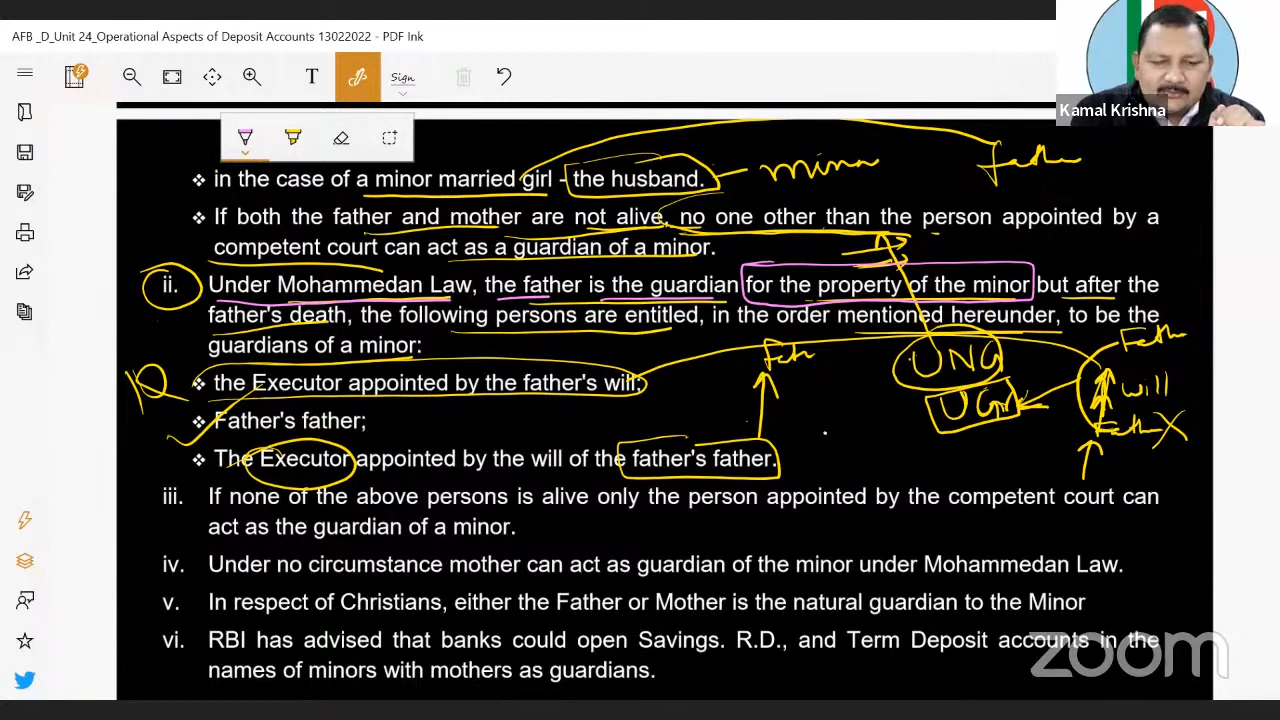 AFB _D_Unit 24_Operational Aspects of Deposit Accounts 13022022 - PDF Ink
T
Sign
Kamal Krishna
❖ in the case of a minor married girl - the husband.
minor
father
❖ If both the father and mother are not alive, no one other than the person appointed by a
competent court can act as a guardian of a minor.
ii. Under Mohammedan Law, the father is the guardian for the property of the minor but after the
father's death, the following persons are entitled, in the order mentioned hereunder, to be the
guardians of a minor:
UNG
Father
❖ the Executor appointed by the father's will;
Will
❖ Father's father;
Father X
❖ The Executor appointed by the will of the father's father.
iii. If none of the above persons is alive only the person appointed by the competent court can
act as the guardian of a minor.
iv. Under no circumstance mother can act as guardian of the minor under Mohammedan Law.
v. In respect of Christians, either the Father or Mother is the natural guardian to the Minor
vi. RBI has advised that banks could open Savings. R.D., and Term Deposit accounts in the
names of minors with mothers as guardians.
zoom